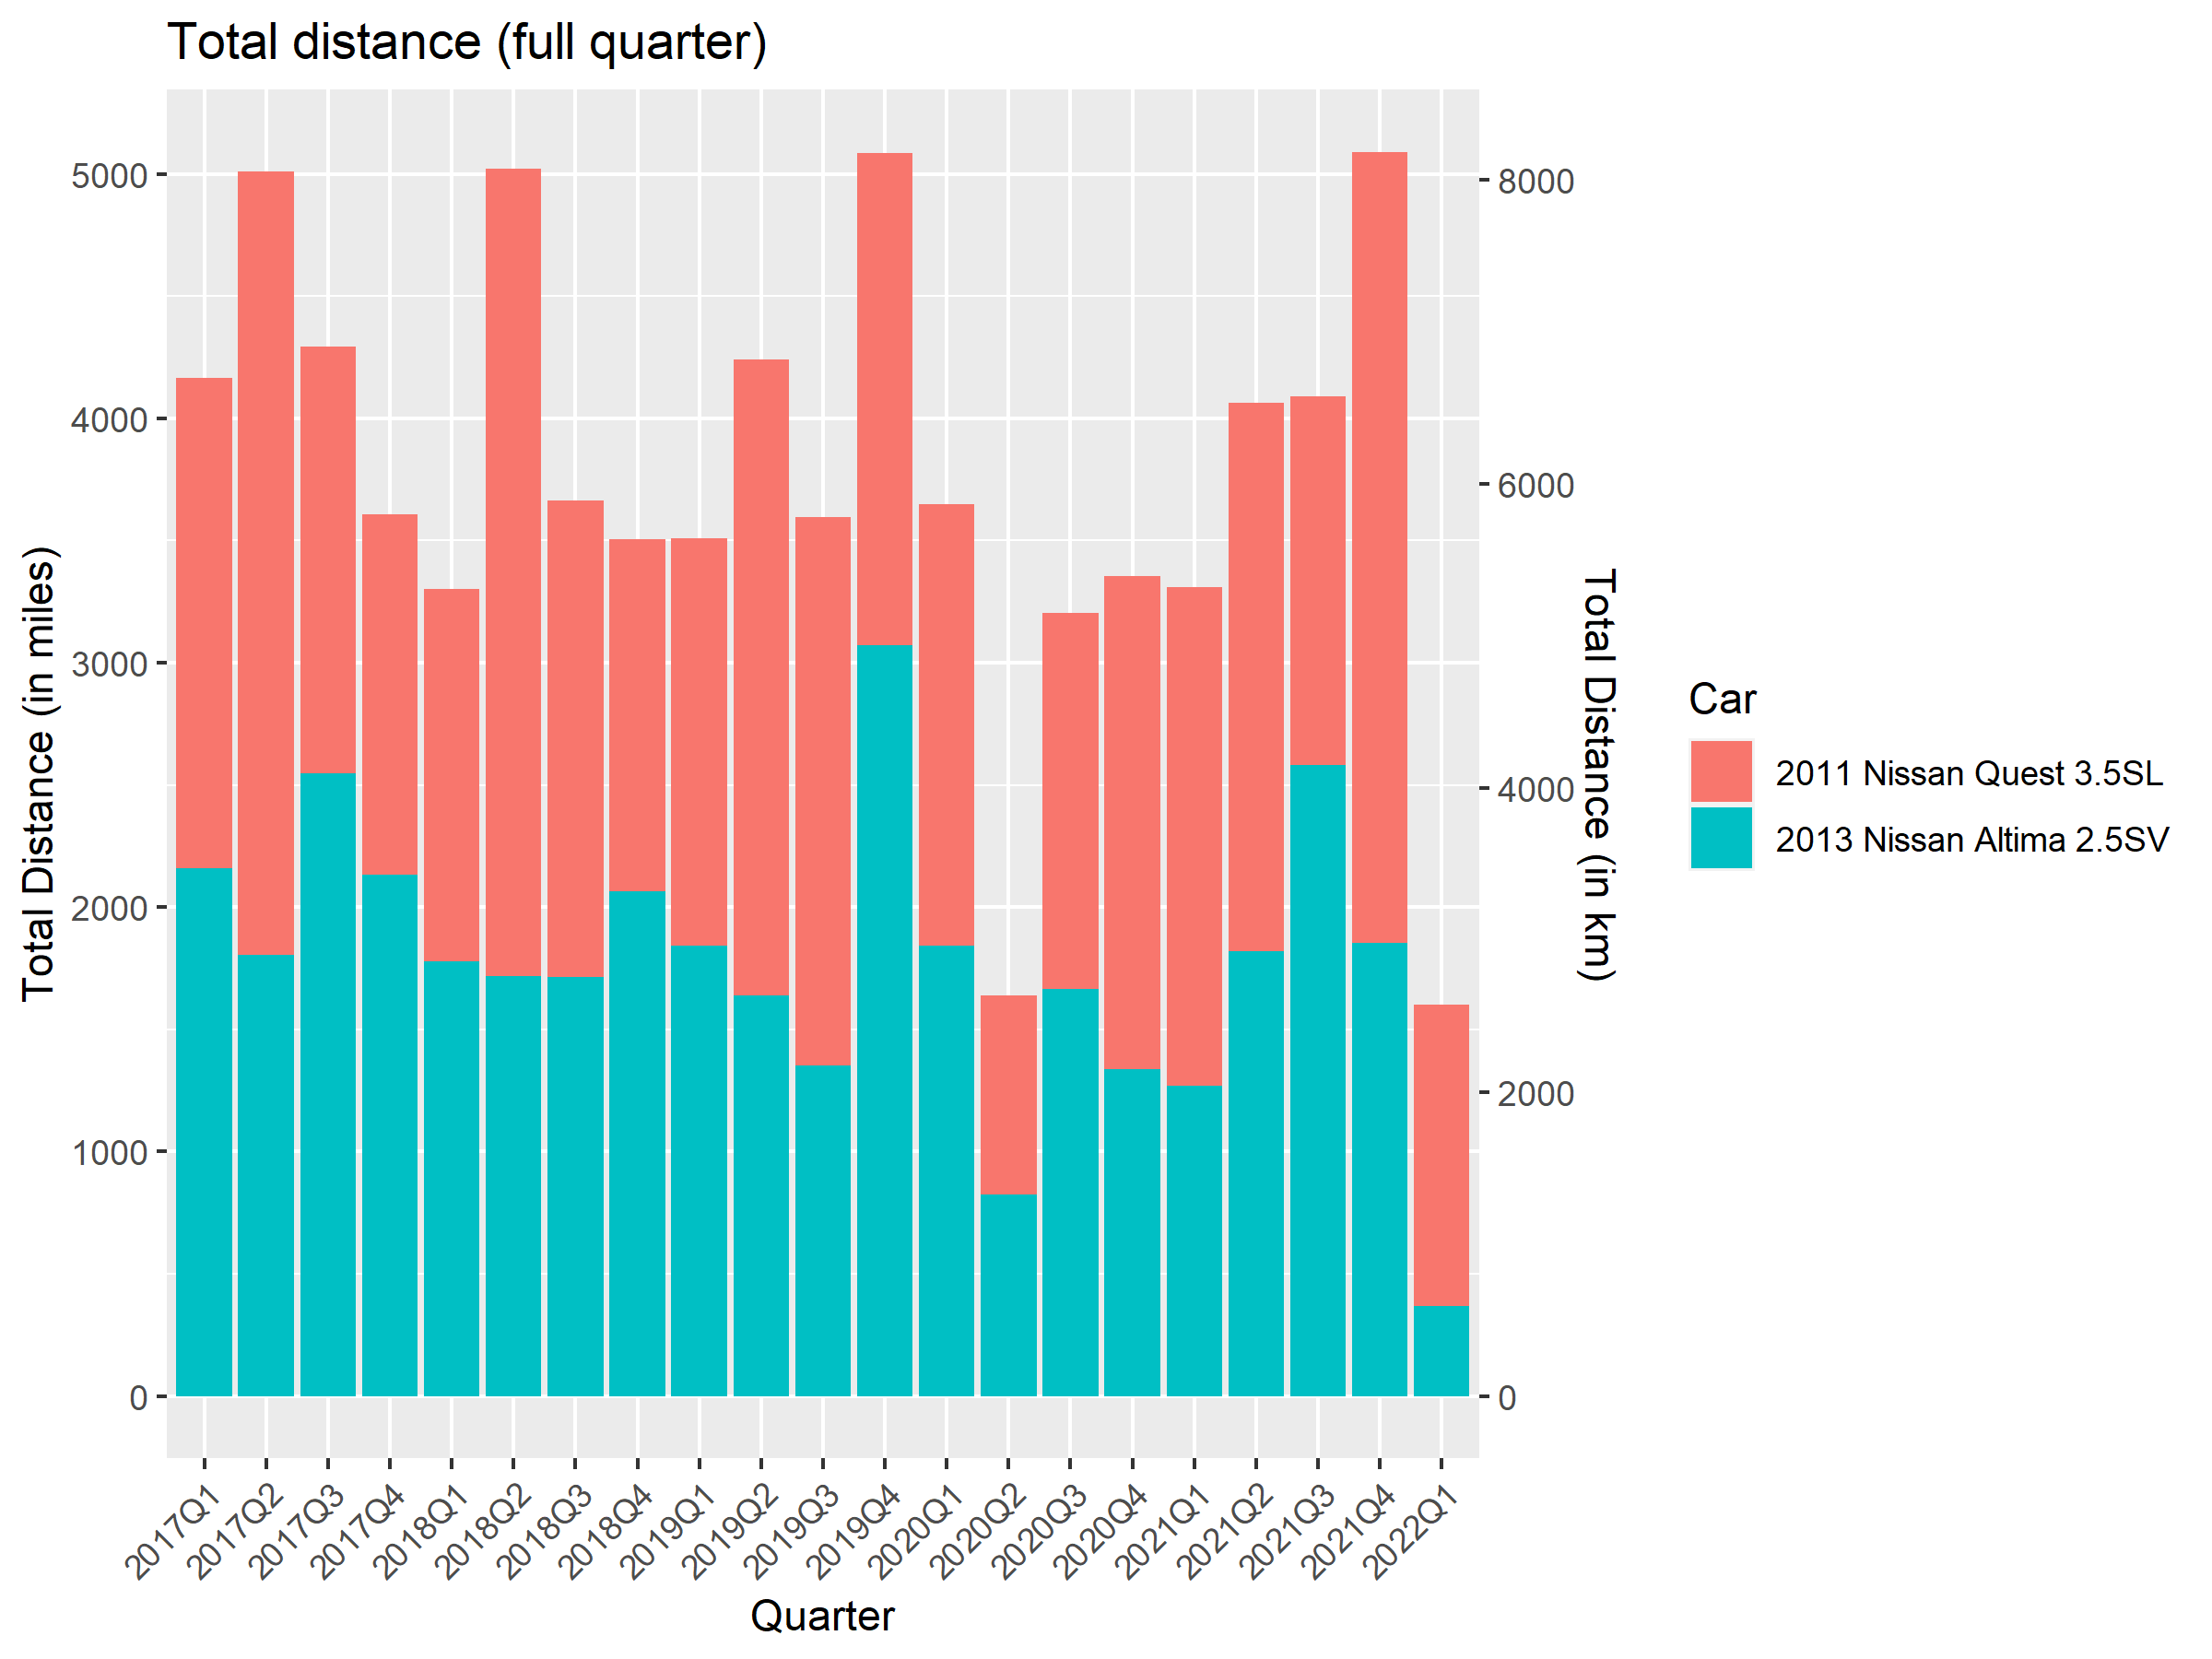 Total distance (full quarter)
Total Distance (in miles)
5000
4000
3000
2000
1000
0
8000
6000
4000
2000
0
Total Distance (in km)
2017Q1
2017Q2
2017Q3
2017Q4
2018Q1
2018Q2
2018Q3
2018Q4
2019Q1
2019Q2
2019Q3
2019Q4
2020Q1
2020Q2
2020Q3
2020Q4
2021Q1
2021Q2
2021Q3
2021Q4
2022Q1
Quarter
Car
2011 Nissan Quest 3.5SL
2013 Nissan Altima 2.5SV